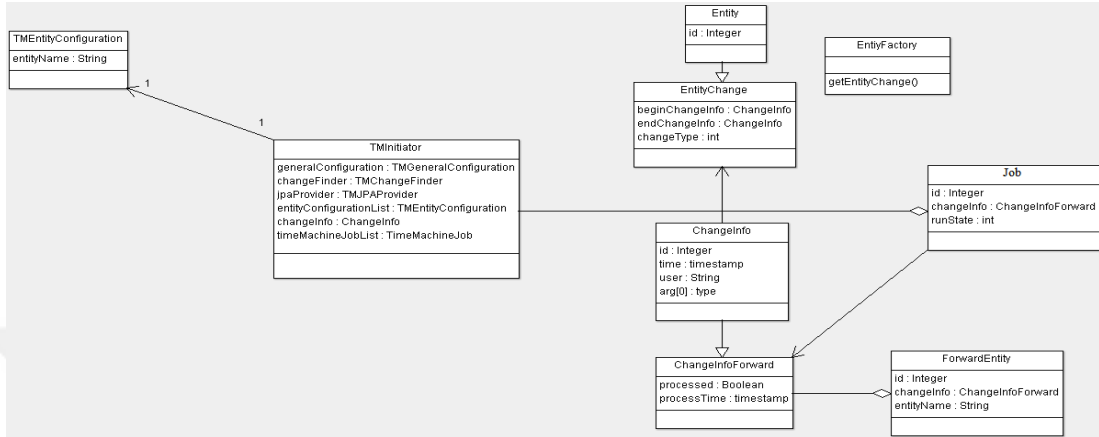 Entity
id : Integer
TMEntityConfiguration
entityName : String
EntiyFactory
getEntityChange()
EntityChange
beginChangeInfo : ChangeInfo
endChangeInfo : ChangeInfo
changeType : int
1
1
TMInitiator
generalConfiguration : TMGeneralConfiguration
changeFinder : TMChangeFinder
jpaProvider : TMJPAProvider
entityConfigurationList : TMEntityConfiguration
changeInfo : ChangeInfo
timeMachineJobList : TimeMachineJob
Job
id : Integer
changeInfo : ChangeInfoForward
runState : int
ChangeInfo
id : Integer
time : timestamp
user : String
arg[0] : type
ChangeInfoForward
processed : Boolean
processTime : timestamp
ForwardEntity
id : Integer
changeInfo : ChangeInfoForward
entityName : String